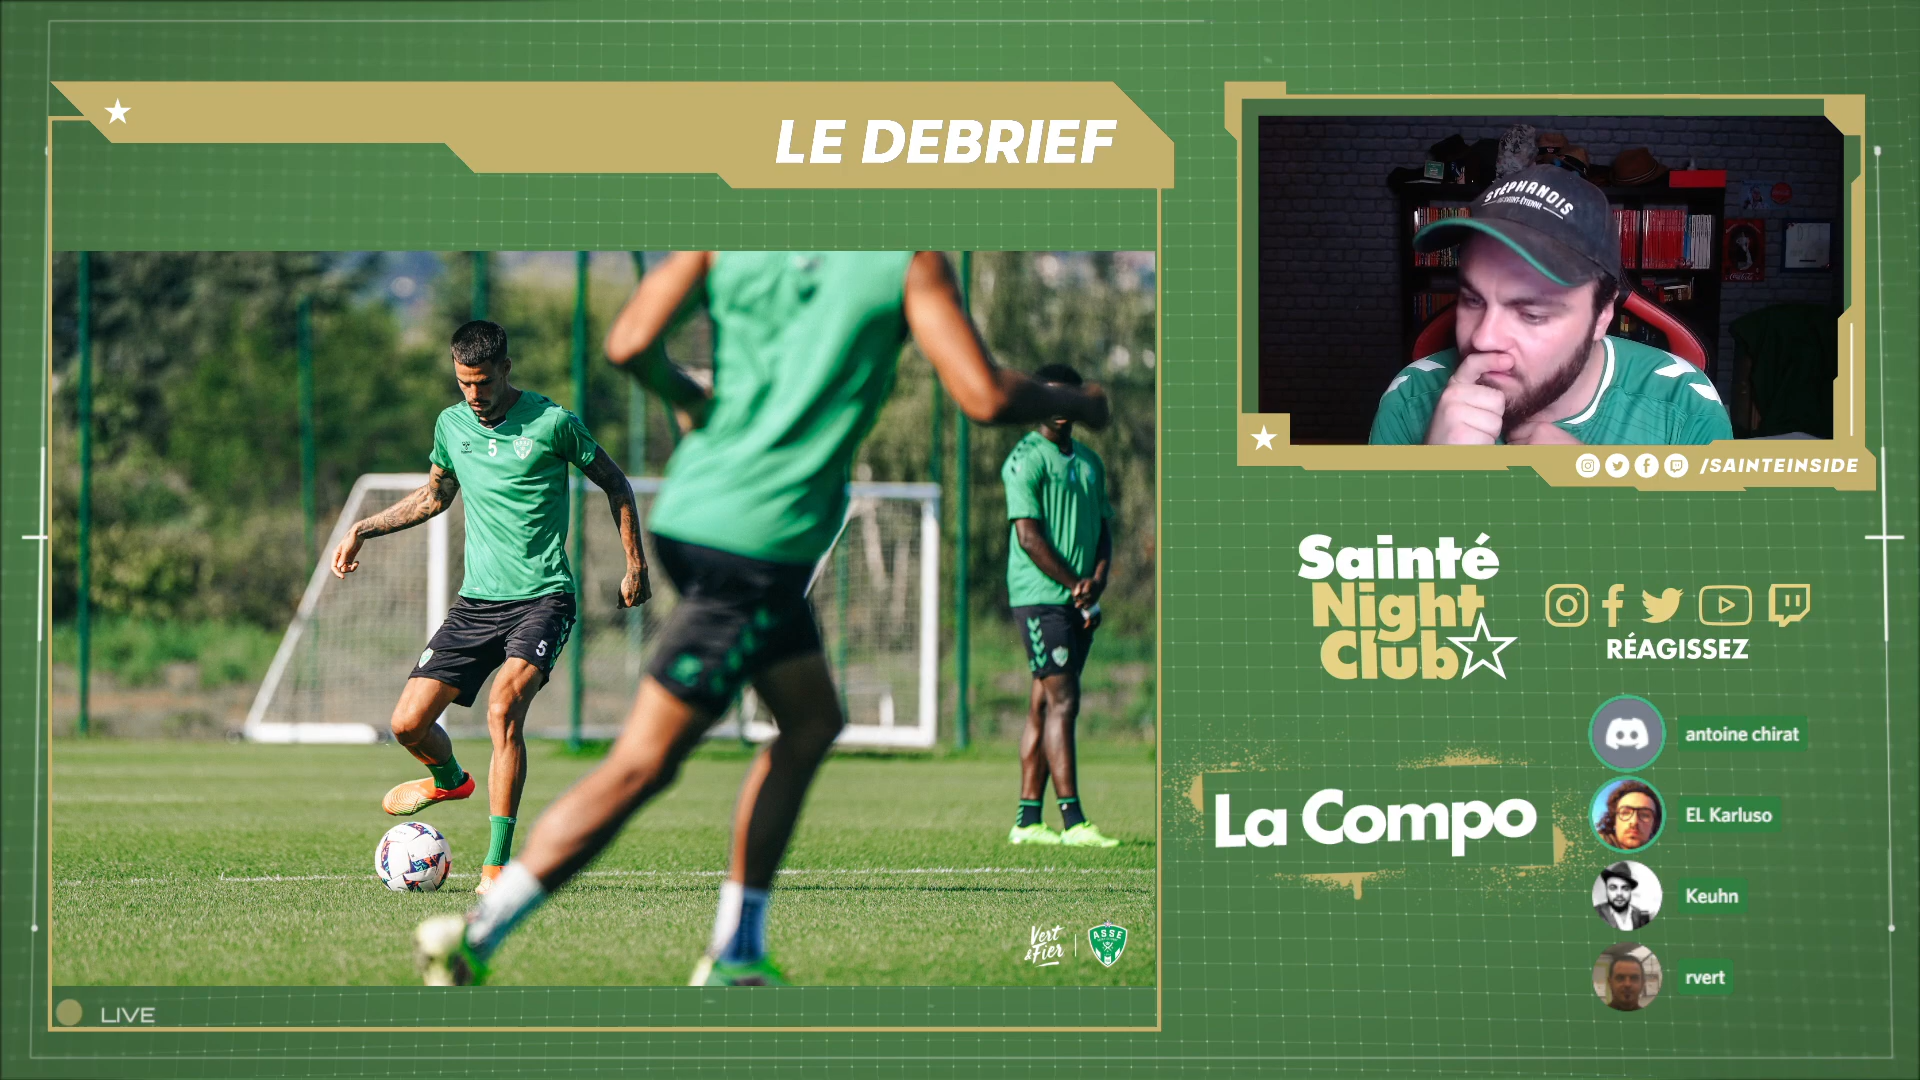 LE DEBRIEF
STÉPHANOIS
5
5
Vert
& Fier
ASSE
LIVE
/SAINTEINSIDE
Sainté
Night
Club
RÉAGISSEZ
La Compo
antoine chirat
EL Karluso
Keuhn
rvert